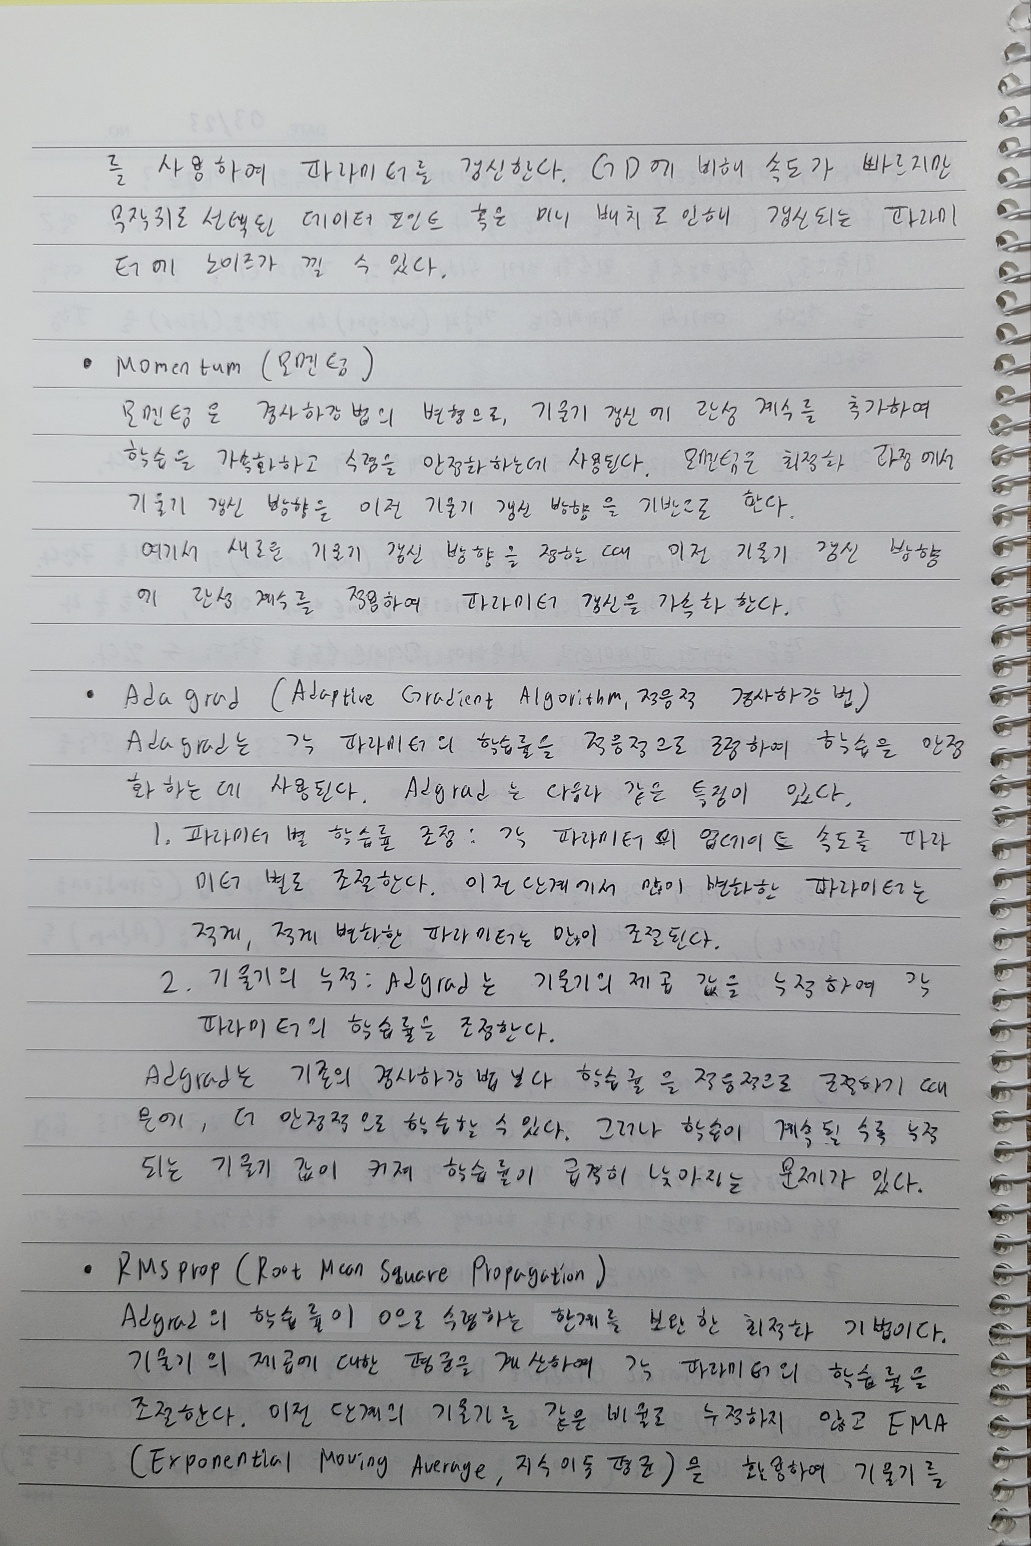 를 사용하여 파라미터를 갱신한다. GD에 비해 속도가 빠르지만
무작위로 선택된 데이터 포인트 혹은 미니 배치로 인해 갱신되는 파라미
터에 노이즈가 낄 수 있다.
• Momentum (모멘텀)
모멘텀은 경사하강법의 변형으로, 기울기 갱신에 관성 계수를 추가하여
학습을 가속화하고 수렴을 안정화하는데 사용된다. 모멘텀은 최적화 과정에서
기울기 갱신 방향을 이전 기울기 갱신 방향을 기반으로 한다.
여기서 새로운 기울기 갱신 방향을 정할 때 이전 기울기 갱신 방향
에 관성 계수를 적용하여 파라미터 갱신을 가속화 한다.
• Adagrad (Adaptive Gradient Algorithm, 적응적 경사하강법)
Adagrad는 각 파라미터의 학습률을 적응적으로 조정하여 학습을 안정
화하는데 사용된다. Adgrad는 다음과 같은 특징이 있다.
1. 파라미터 별 학습률 조정: 각 파라미터의 업데이트 속도를 파라
미터 별로 조절한다. 이전 단계에서 많이 변화한 파라미터는
적게, 적게 변화한 파라미터는 많이 조절된다.
2. 기울기의 누적: Adgrad는 기울기의 제곱 값을 누적하여 각
파라미터의 학습률을 조정한다.
Adgrad는 기존의 경사하강법보다 학습률을 적응적으로 조절하기 때
문에, 더 안정적으로 학습할 수 있다. 그러나 학습이 계속될 수록 누적
되는 기울기 값이 커져 학습률이 급격히 낮아지는 문제가 있다.
• RMSprop (Root Mean Square Propagation)
Adgrad의 학습률이 0으로 수렴하는 한계를 보완한 최적화 기법이다.
기울기의 제곱에 대한 평균을 계산하여 각 파라미터의 학습률을
조절한다. 이전 단계의 기울기를 같은 비율로 누적하지 않고 EMA
(Exponential Moving Average, 지수이동평균)을 활용하여 기울기를